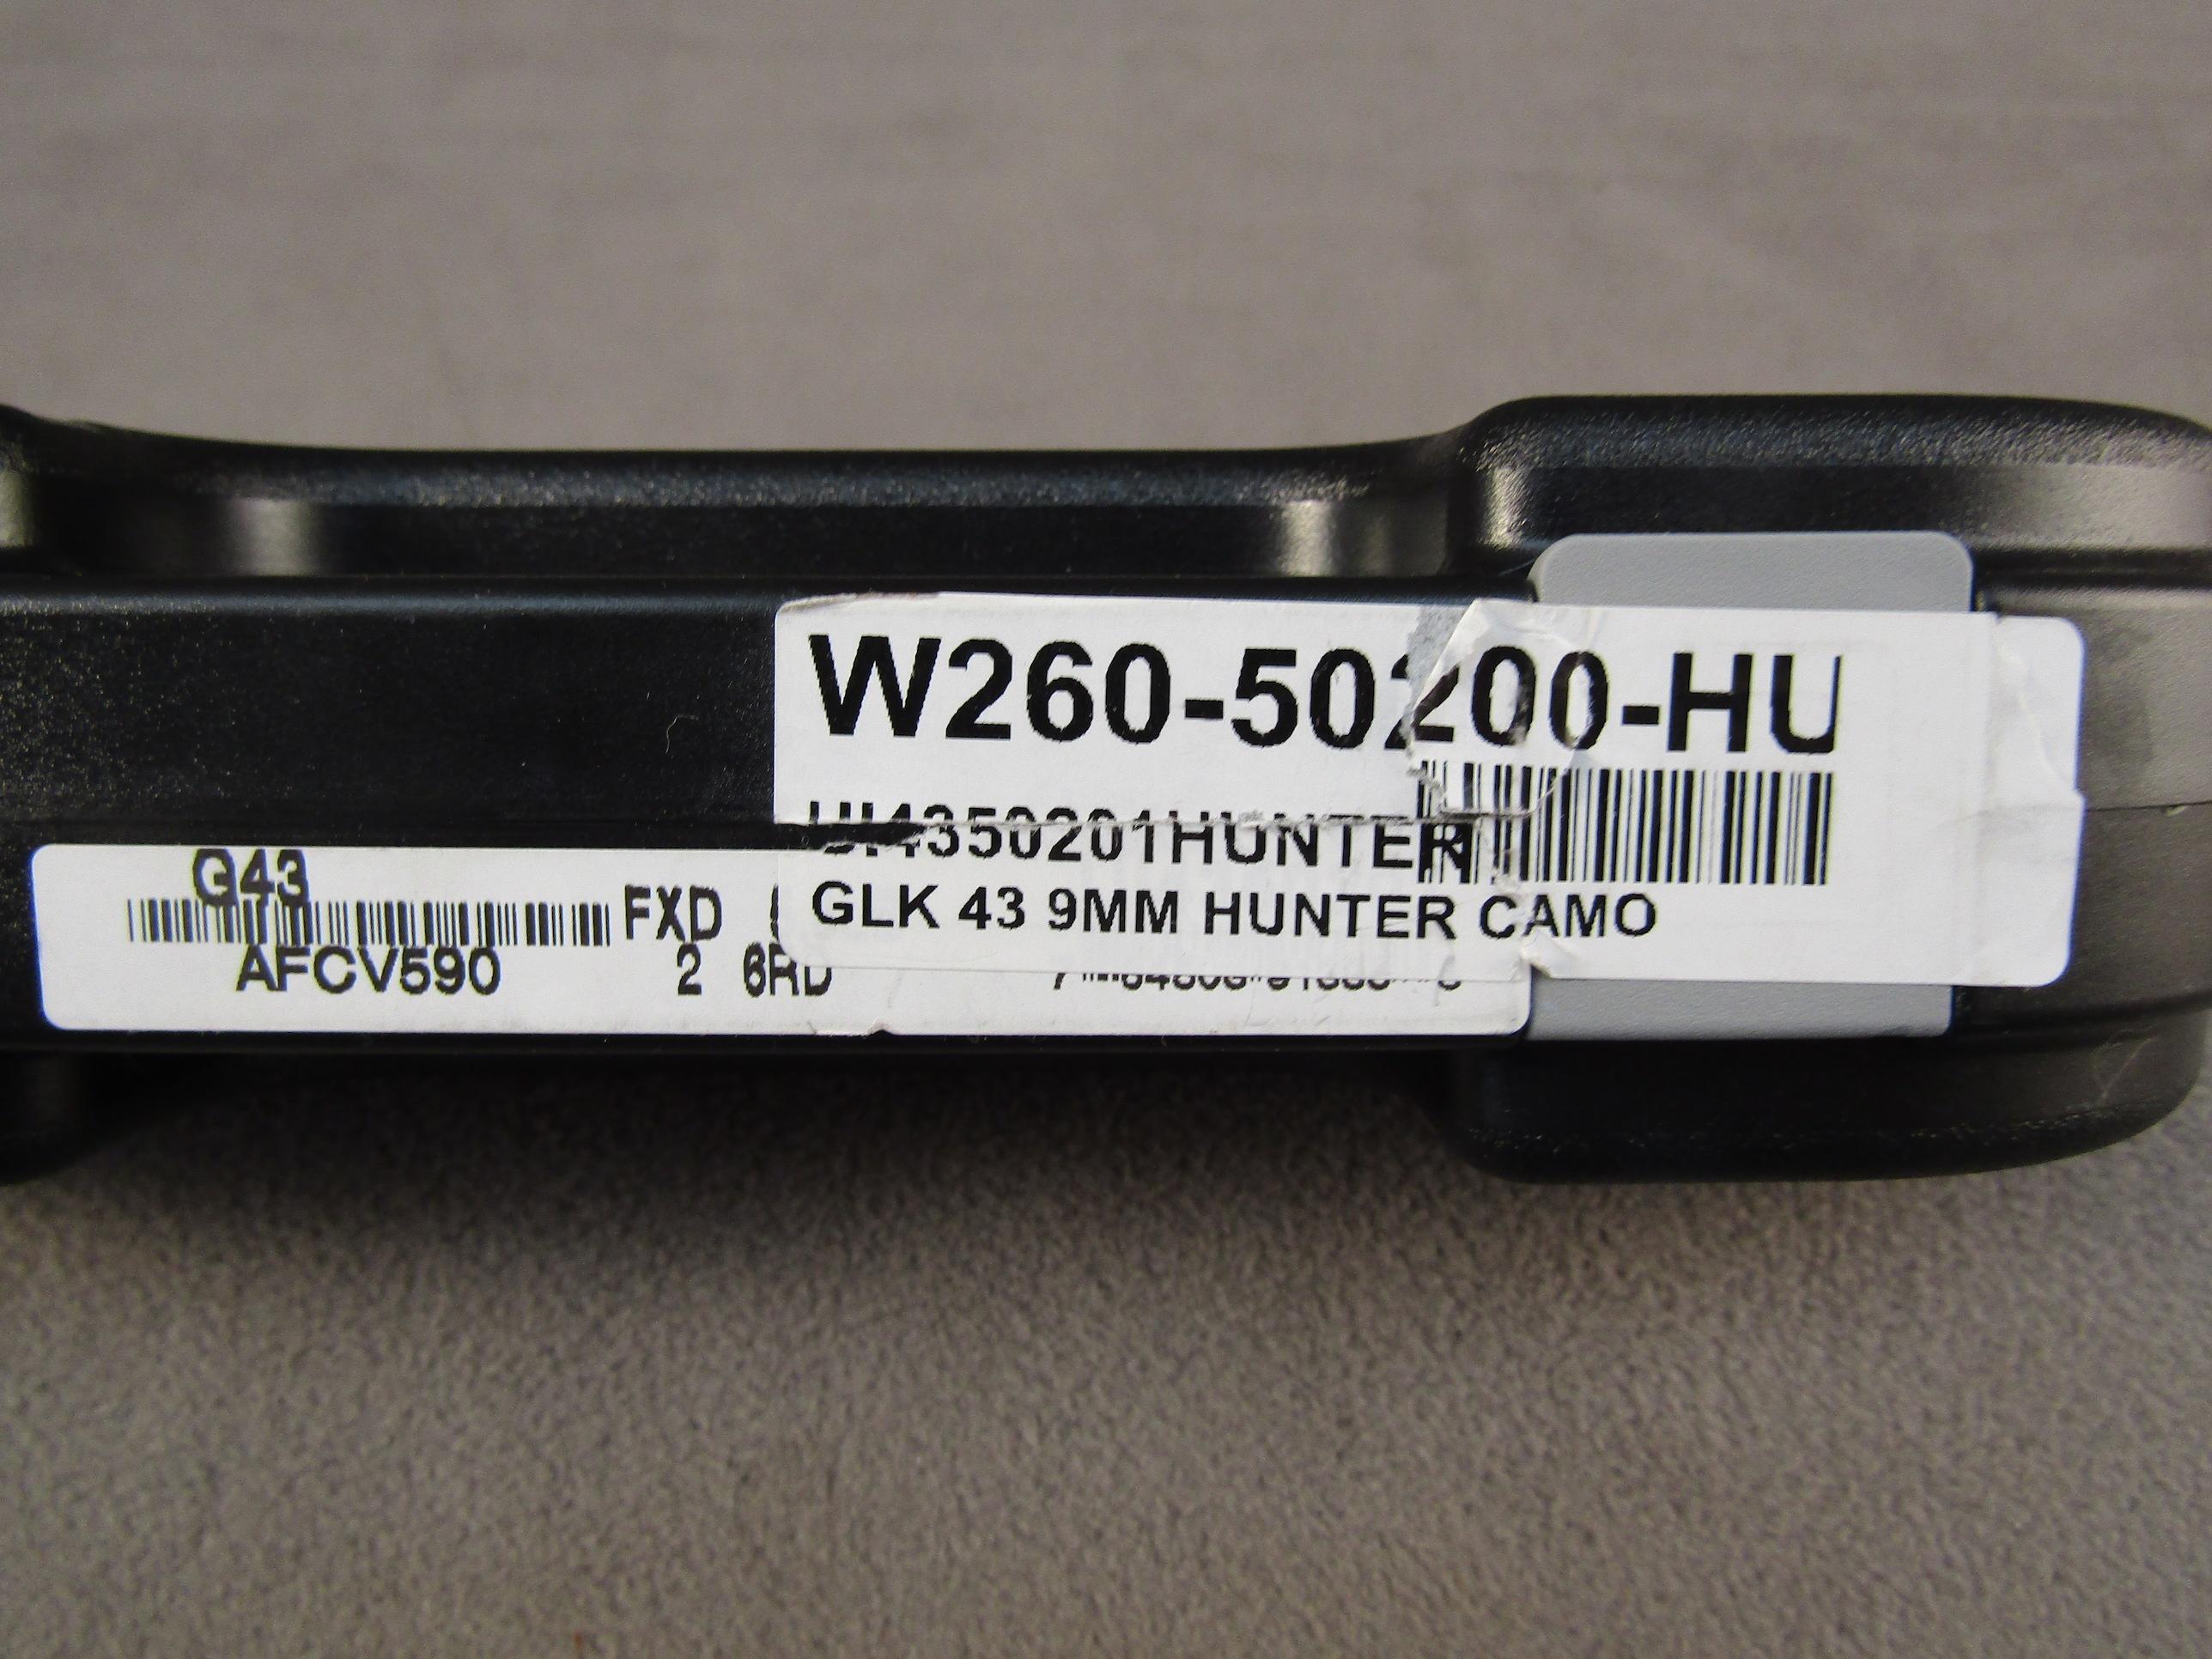 W260-50200-HU
UI4350201HUNTER
GLK 43 9MM HUNTER CAMO
G43
FXD
AFCV590
2 6RD